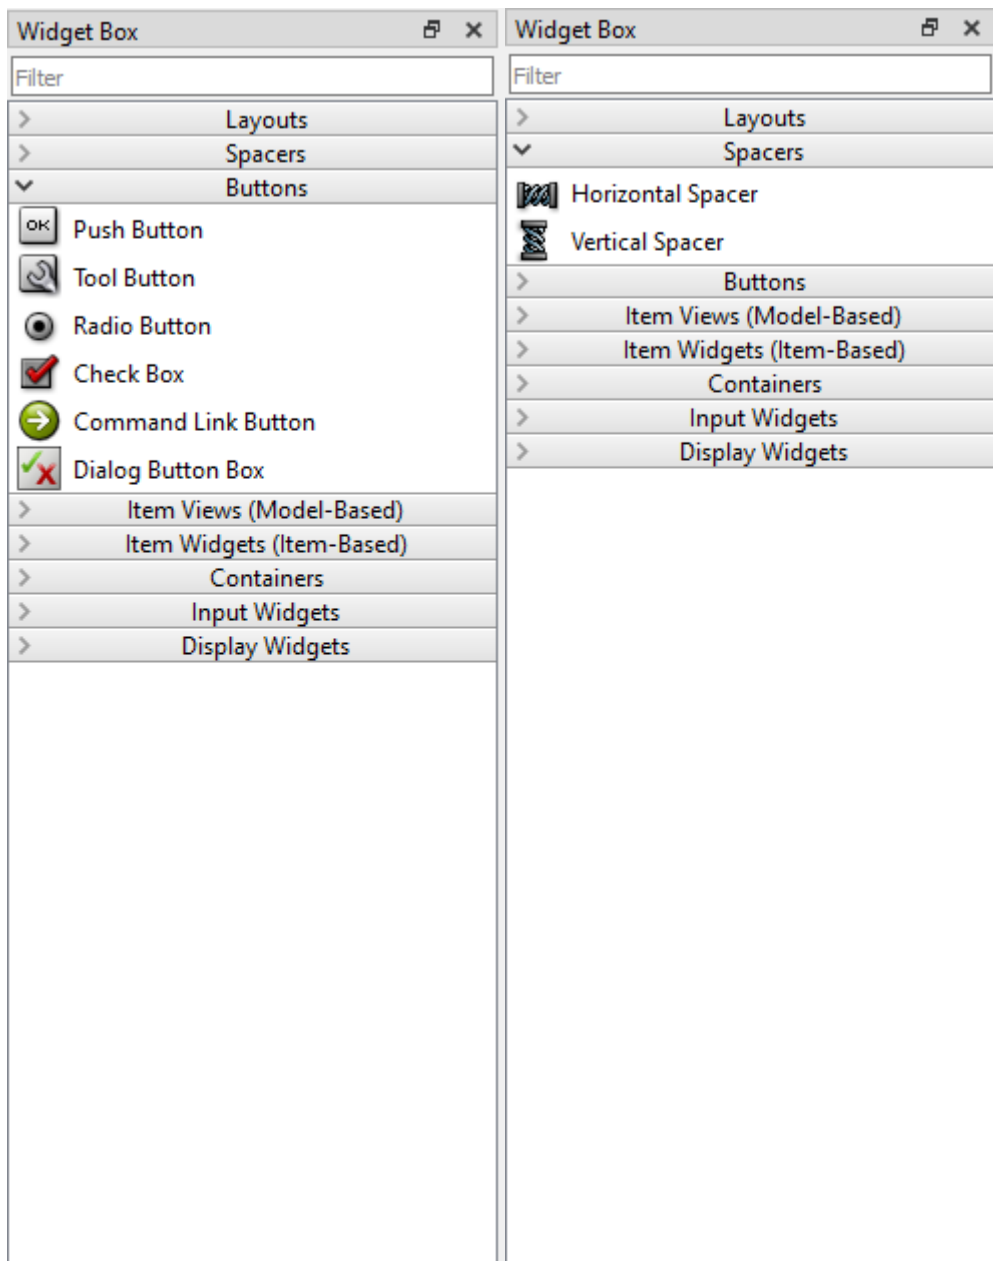 Widget Box
Filter
Layouts
Spacers
Buttons
OK
Push Button
Tool Button
Radio Button
Check Box
Command Link Button
Dialog Button Box
Item Views (Model-Based)
Item Widgets (Item-Based)
Containers
Input Widgets
Display Widgets
Widget Box
Filter
Layouts
Spacers
Horizontal Spacer
Vertical Spacer
Buttons
Item Views (Model-Based)
Item Widgets (Item-Based)
Containers
Input Widgets
Display Widgets